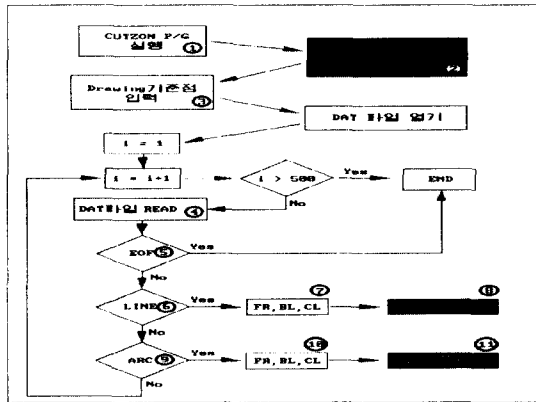 CUTZON P/G
실행 ①
②
Drawing기준점
입력 ③
DAT 파일 열기
i = 1
i = i+1
i > 500
Yes
END
No
DAT파일 READ ④
EOF ⑤
Yes
No
LINE ⑥
Yes
⑦
FR,BL,CL
⑧
No
ARC ⑨
Yes
⑩
FR,BL,CL
⑪
No